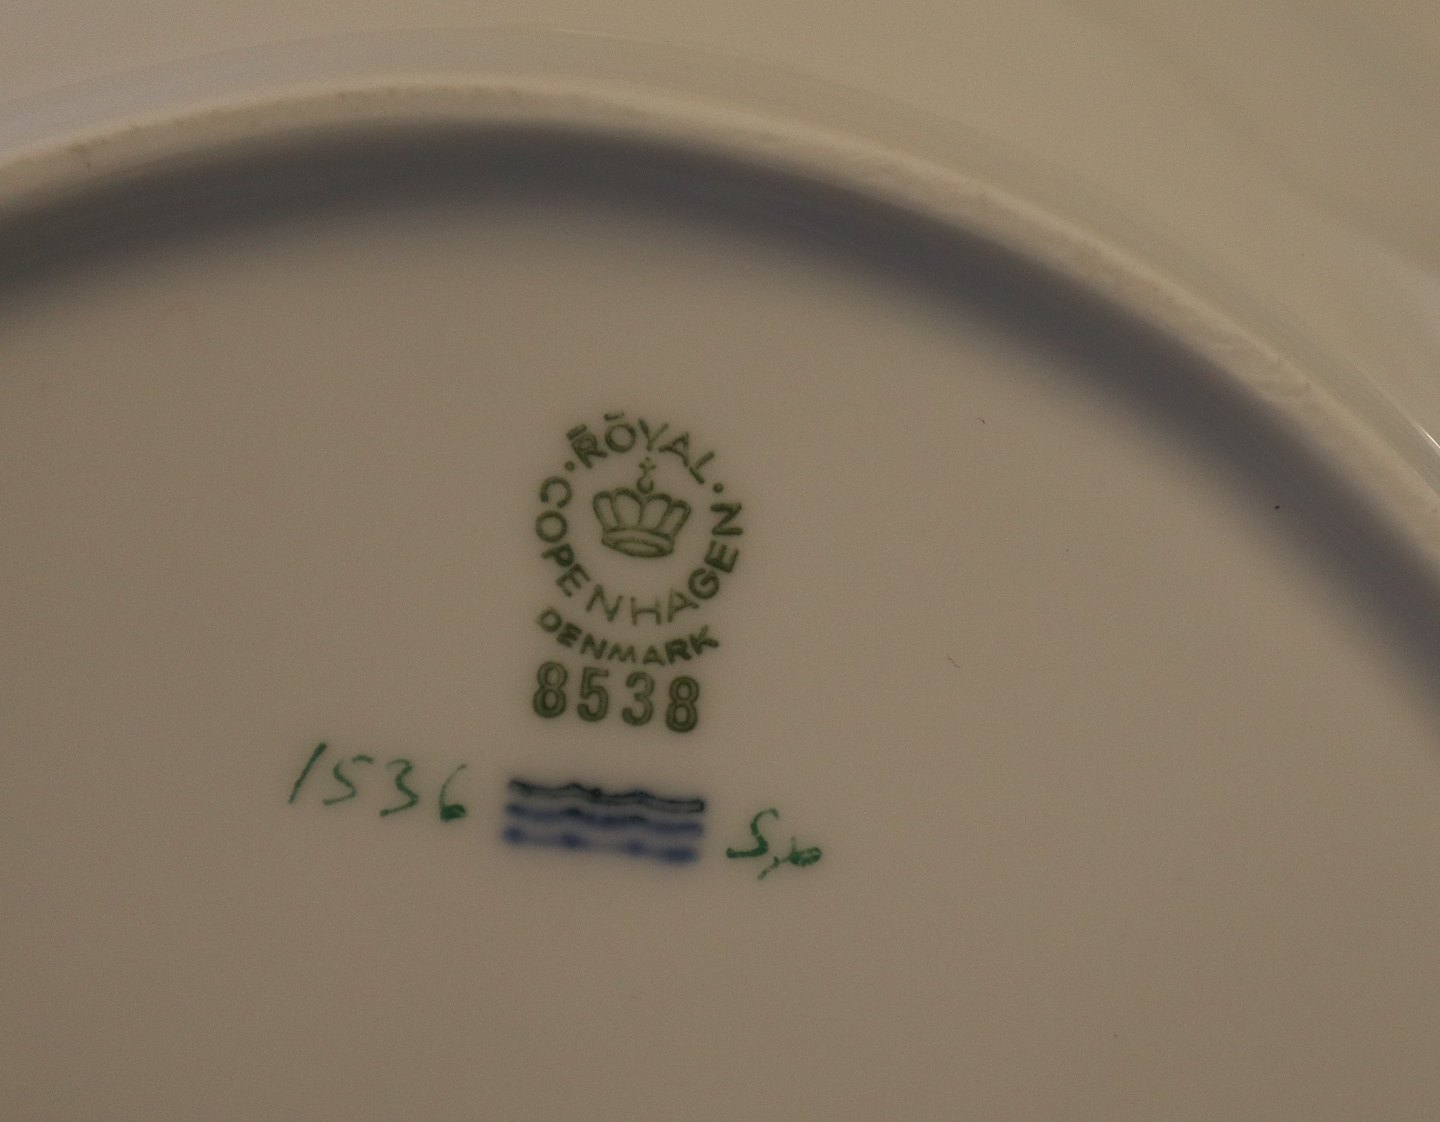 ROYAL
COPENHAGEN
DENMARK
8538
1536